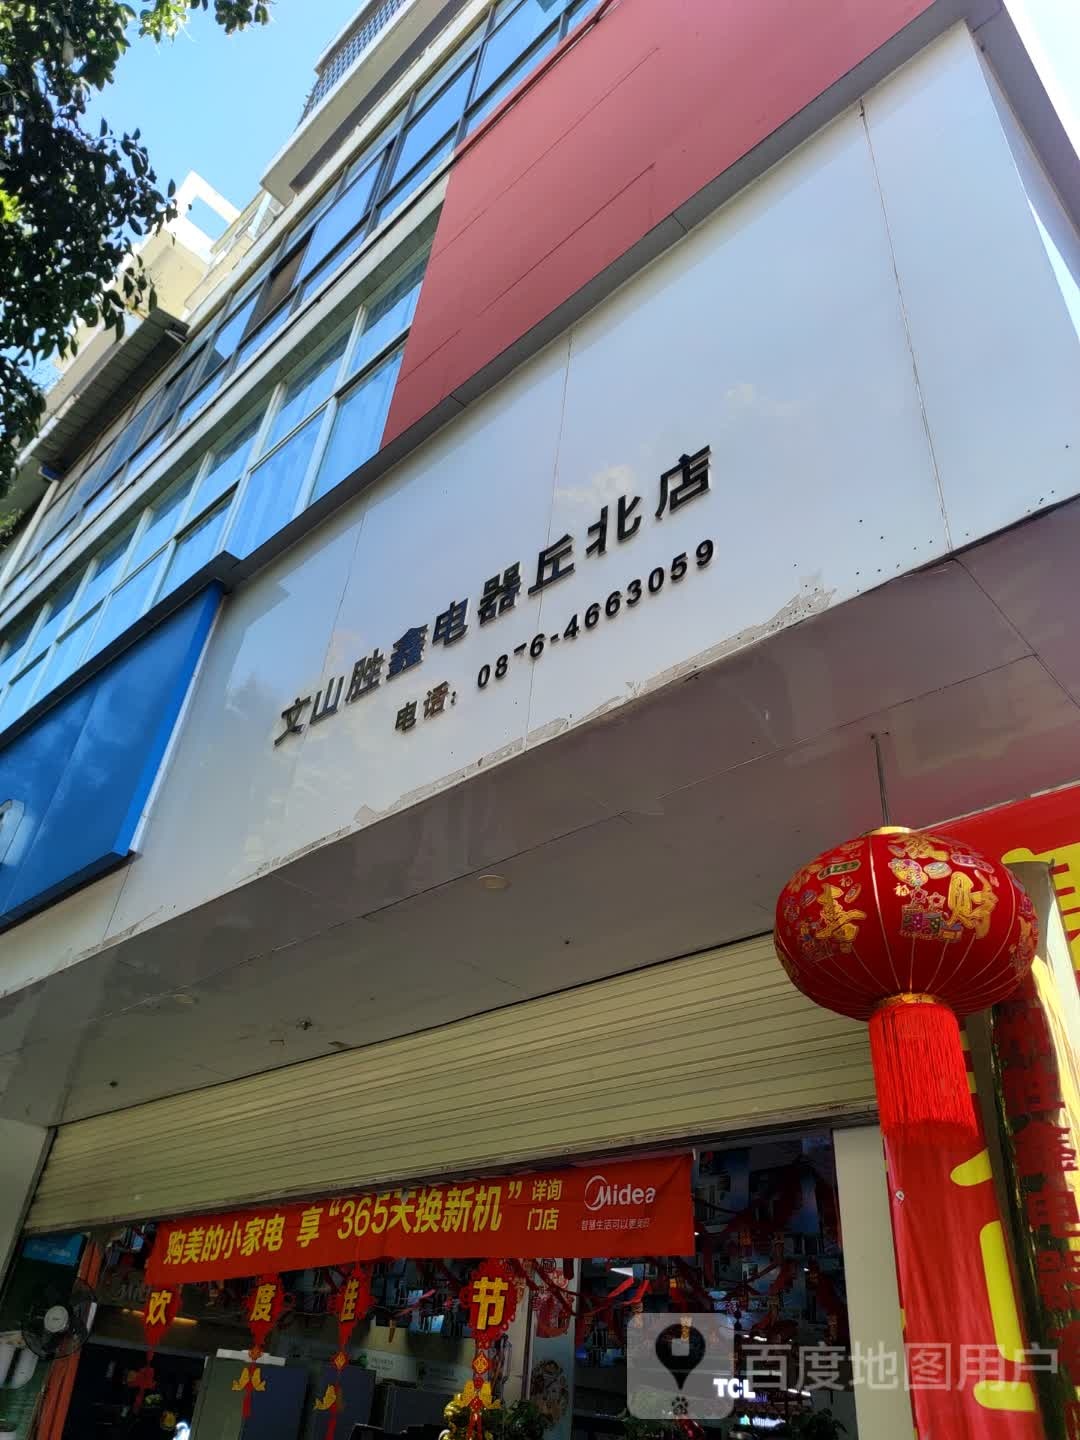 文山胜鑫电器丘北店
电话：0876-4663059
购美的小家电 享“365天换新机”详询门店
Midea
智慧生活可以更美的
欢度佳节
喜
财
TCL
百度地图用户